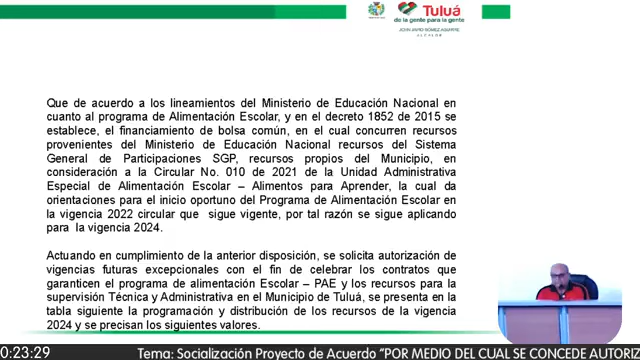 Tuluá
de la gente para la gente
JOHN JAIRO GÓMEZ AGUIRRE
ALCALDE
Que de acuerdo a los lineamientos del Ministerio de Educación Nacional en
cuanto al programa de Alimentación Escolar, y en el decreto 1852 de 2015 se
establece, el financiamiento de bolsa común, en el cual concurren recursos
provenientes del Ministerio de Educación Nacional recursos del Sistema
General de Participaciones SGP, recursos propios del Municipio, en
consideración a la Circular No. 010 de 2021 de la Unidad Administrativa
Especial de Alimentación Escolar – Alimentos para Aprender, la cual da
orientaciones para el inicio oportuno del Programa de Alimentación Escolar en
la vigencia 2022 circular que sigue vigente, por tal razón se sigue aplicando
para la vigencia 2024.
Actuando en cumplimiento de la anterior disposición, se solicita autorización de
vigencias futuras excepcionales con el fin de celebrar los contratos que
garanticen el programa de alimentación Escolar – PAE y los recursos para la
supervisión Técnica y Administrativa en el Municipio de Tuluá, se presenta en la
tabla siguiente la programación y distribución de los recursos de la vigencia
2024 y se precisan los siguientes valores.
0:23:29 Tema: Socialización Proyecto de Acuerdo "POR MEDIO DEL CUAL SE CONCEDE AUTORIZ